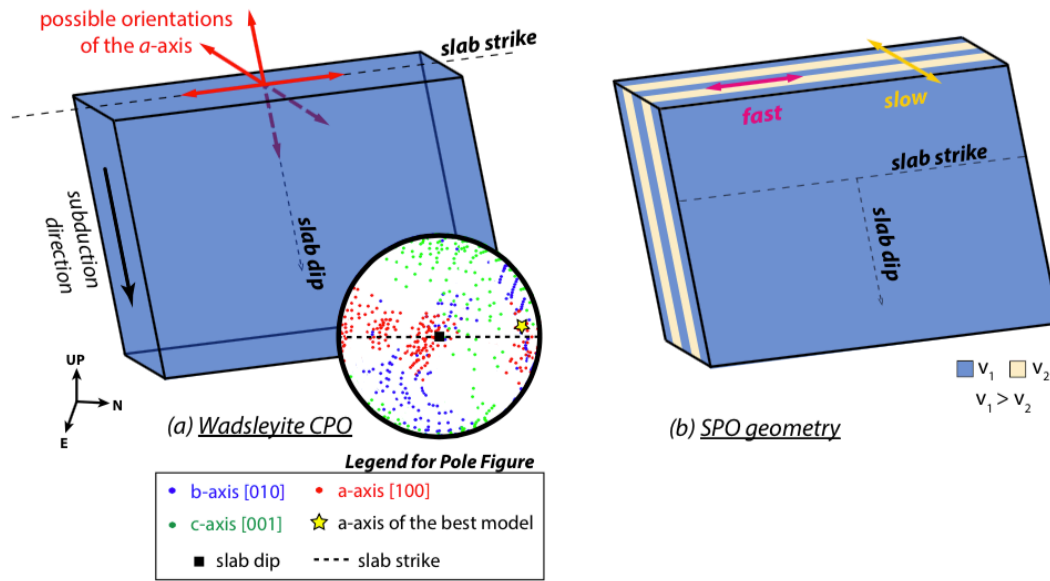 possible orientations
of the a-axis
slab strike
subduction
direction
slab dip
UP
N
E
(a) Wadsleyite CPO
fast
slow
slab strike
slab dip
V1 V2
V1 > V2
(b) SPO geometry
Legend for Pole Figure
b-axis [010]
a-axis [100]
c-axis [001]
a-axis of the best model
slab dip
slab strike